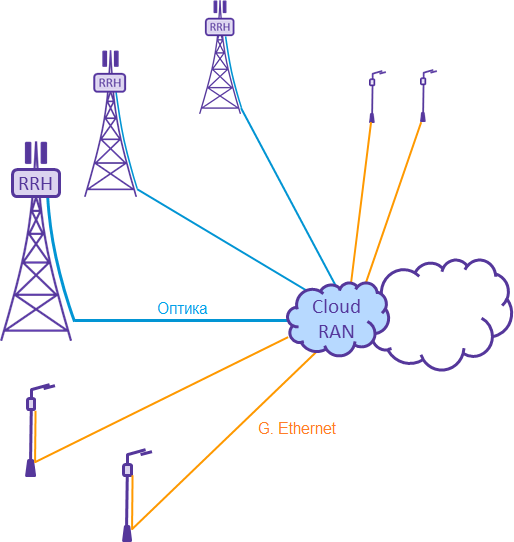 RRH
RRH
RRH
Оптика
Cloud
RAN
G. Ethernet